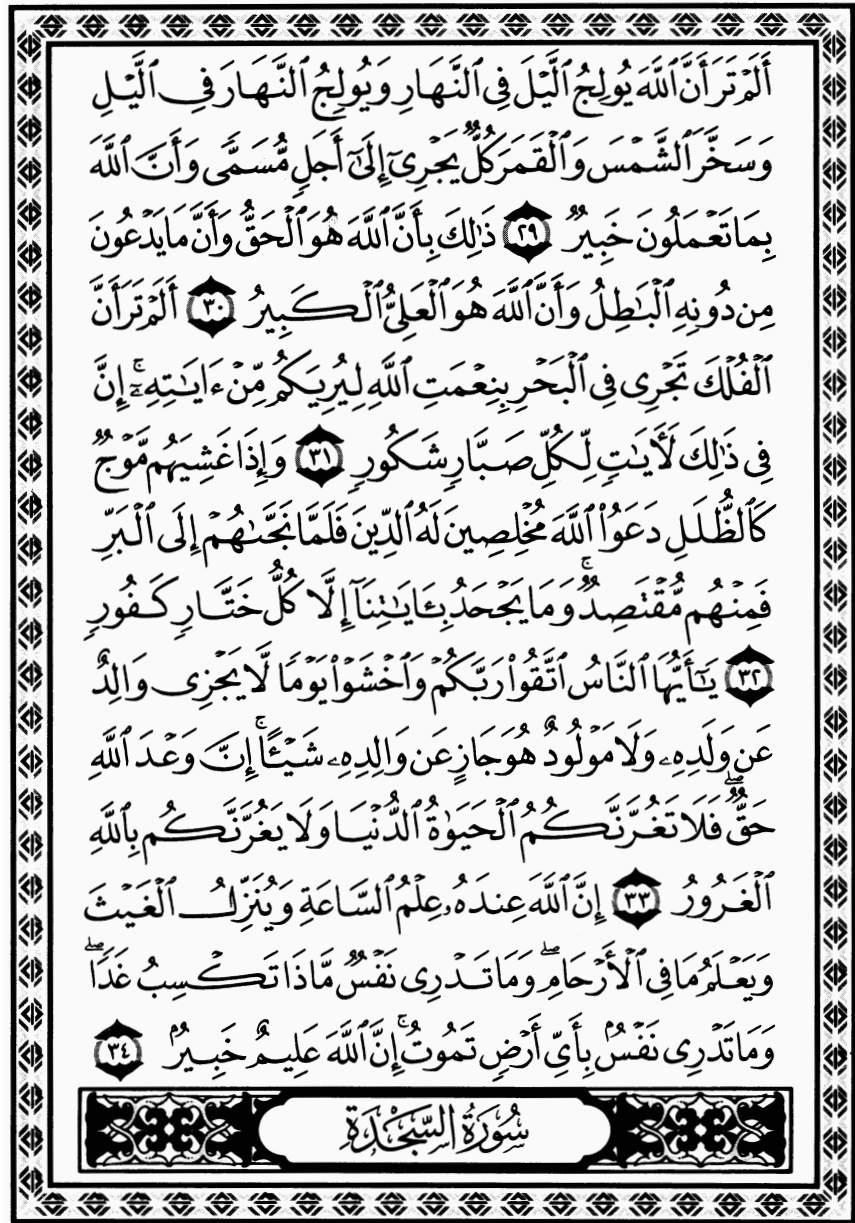 أَلَمۡ تَرَ أَنَّ ٱللَّهَ يُولِجُ ٱلَّيۡلَ فِي ٱلنَّهَارِ وَيُولِجُ ٱلنَّهَارَ فِي ٱلَّيۡلِ
وَسَخَّرَ ٱلشَّمۡسَ وَٱلۡقَمَرَ كُلّٞ يَجۡرِيٓ إِلَىٰٓ أَجَلٖ مُّسَمّٗى وَأَنَّ ٱللَّهَ
بِمَا تَعۡمَلُونَ خَبِيرٞ ٢٩ ذَٰلِكَ بِأَنَّ ٱللَّهَ هُوَ ٱلۡحَقُّ وَأَنَّ مَا يَدۡعُونَ
مِن دُونِهِ ٱلۡبَٰطِلُ وَأَنَّ ٱللَّهَ هُوَ ٱلۡعَلِيُّ ٱلۡكَبِيرُ ٣٠ أَلَمۡ تَرَ أَنَّ
ٱلۡفُلۡكَ تَجۡرِي فِي ٱلۡبَحۡرِ بِنِعۡمَتِ ٱللَّهِ لِيُرِيَكُم مِّنۡ ءَايَٰتِهِۦٓۚ إِنَّ
فِي ذَٰلِكَ لَأٓيَٰتٖ لِّكُلِّ صَبَّارٖ شَكُورٖ ٣١ وَإِذَا غَشِيَهُم مَّوۡجٞ
كَٱلظُّلَلِ دَعَوُاْ ٱللَّهَ مُخۡلِصِينَ لَهُ ٱلدِّينَ فَلَمَّا نَجَّىٰهُمۡ إِلَى ٱلۡبَرِّ
فَمِنۡهُم مُّقۡتَصِدٞۚ وَمَا يَجۡحَدُ بِـَٔايَٰتِنَآ إِلَّا كُلُّ خَتَّارٖ كَفُورٖ
٣٢ يَٰٓأَيُّهَا ٱلنَّاسُ ٱتَّقُواْ رَبَّكُمۡ وَٱخۡشَوۡاْ يَوۡمٗا لَّا يَجۡزِي وَالِدٌ
عَن وَلَدِهِۦ وَلَا مَوۡلُودٌ هُوَ جَازٍ عَن وَالِدِهِۦ شَيۡـًٔاۚ إِنَّ وَعۡدَ ٱللَّهِ
حَقّٞۖ فَلَا تَغُرَّنَّكُمُ ٱلۡحَيَوٰةُ ٱلدُّنۡيَا وَلَا يَغُرَّنَّكُم بِٱللَّهِ
ٱلۡغَرُورُ ٣٣ إِنَّ ٱللَّهَ عِندَهُۥ عِلۡمُ ٱلسَّاعَةِ وَيُنَزِّلُ ٱلۡغَيۡثَ
وَيَعۡلَمُ مَا فِي ٱلۡأَرۡحَامِۖ وَمَا تَدۡرِي نَفۡسٞ مَّاذَا تَكۡسِبُ غَدٗاۖ
وَمَا تَدۡرِي نَفۡسُۢ بِأَيِّ أَرۡضٖ تَمُوتُۚ إِنَّ ٱللَّهَ عَلِيمٌ خَبِيرُۢ ٣٤
سُورَةُ السَّجْدَةِ